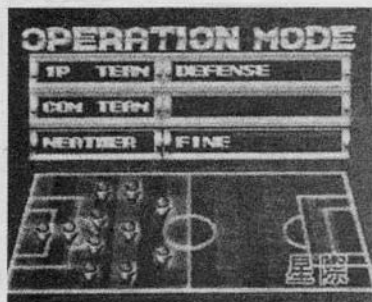 OPERATION MODE
1P TEAM DEFENSE
COM TEAM
WEATHER FINE
星際